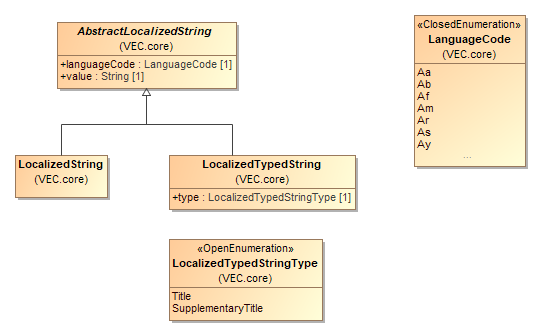 AbstractLocalizedString
(VEC.core)
+languageCode : LanguageCode [1]
+value : String [1]
«ClosedEnumeration»
LanguageCode
(VEC.core)
Aa
Ab
Af
Am
Ar
As
Ay
...
LocalizedString
(VEC.core)
LocalizedTypedString
(VEC.core)
+type : LocalizedTypedStringType [1]
«OpenEnumeration»
LocalizedTypedStringType
(VEC.core)
Title
SupplementaryTitle